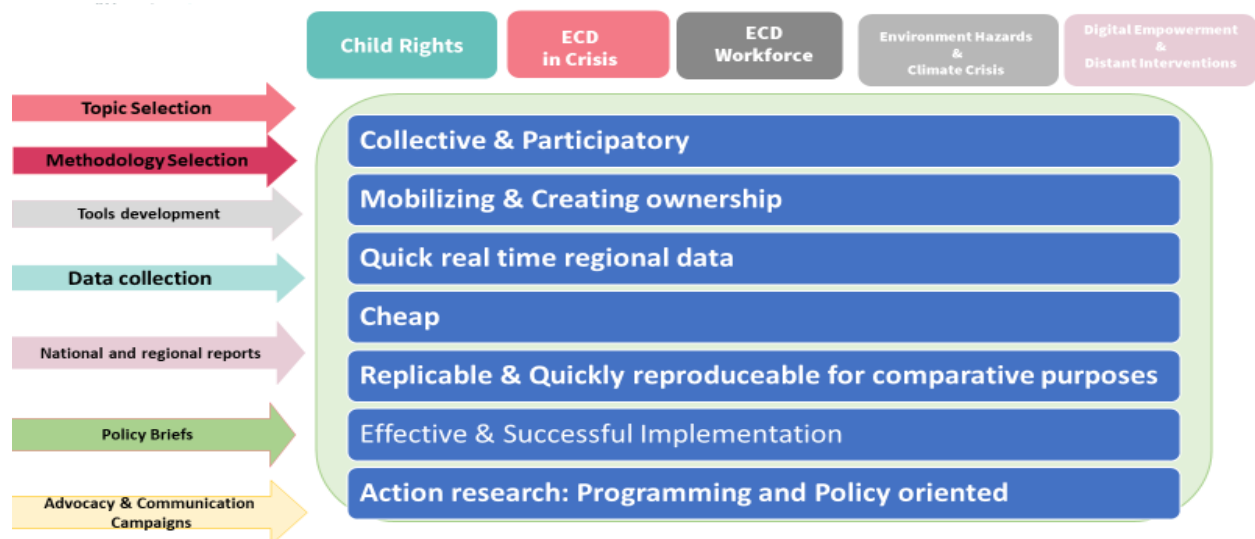 Child Rights
ECD
in Crisis
ECD
Workforce
Environment Hazards
&
Climate Crisis
Digital Empowerment
&
Distant Interventions
Topic Selection
Methodology Selection
Tools development
Data collection
National and regional reports
Policy Briefs
Advocacy & Communication
Campaigns
Collective & Participatory
Mobilizing & Creating ownership
Quick real time regional data
Cheap
Replicable & Quickly reproduceable for comparative purposes
Effective & Successful Implementation
Action research: Programming and Policy oriented